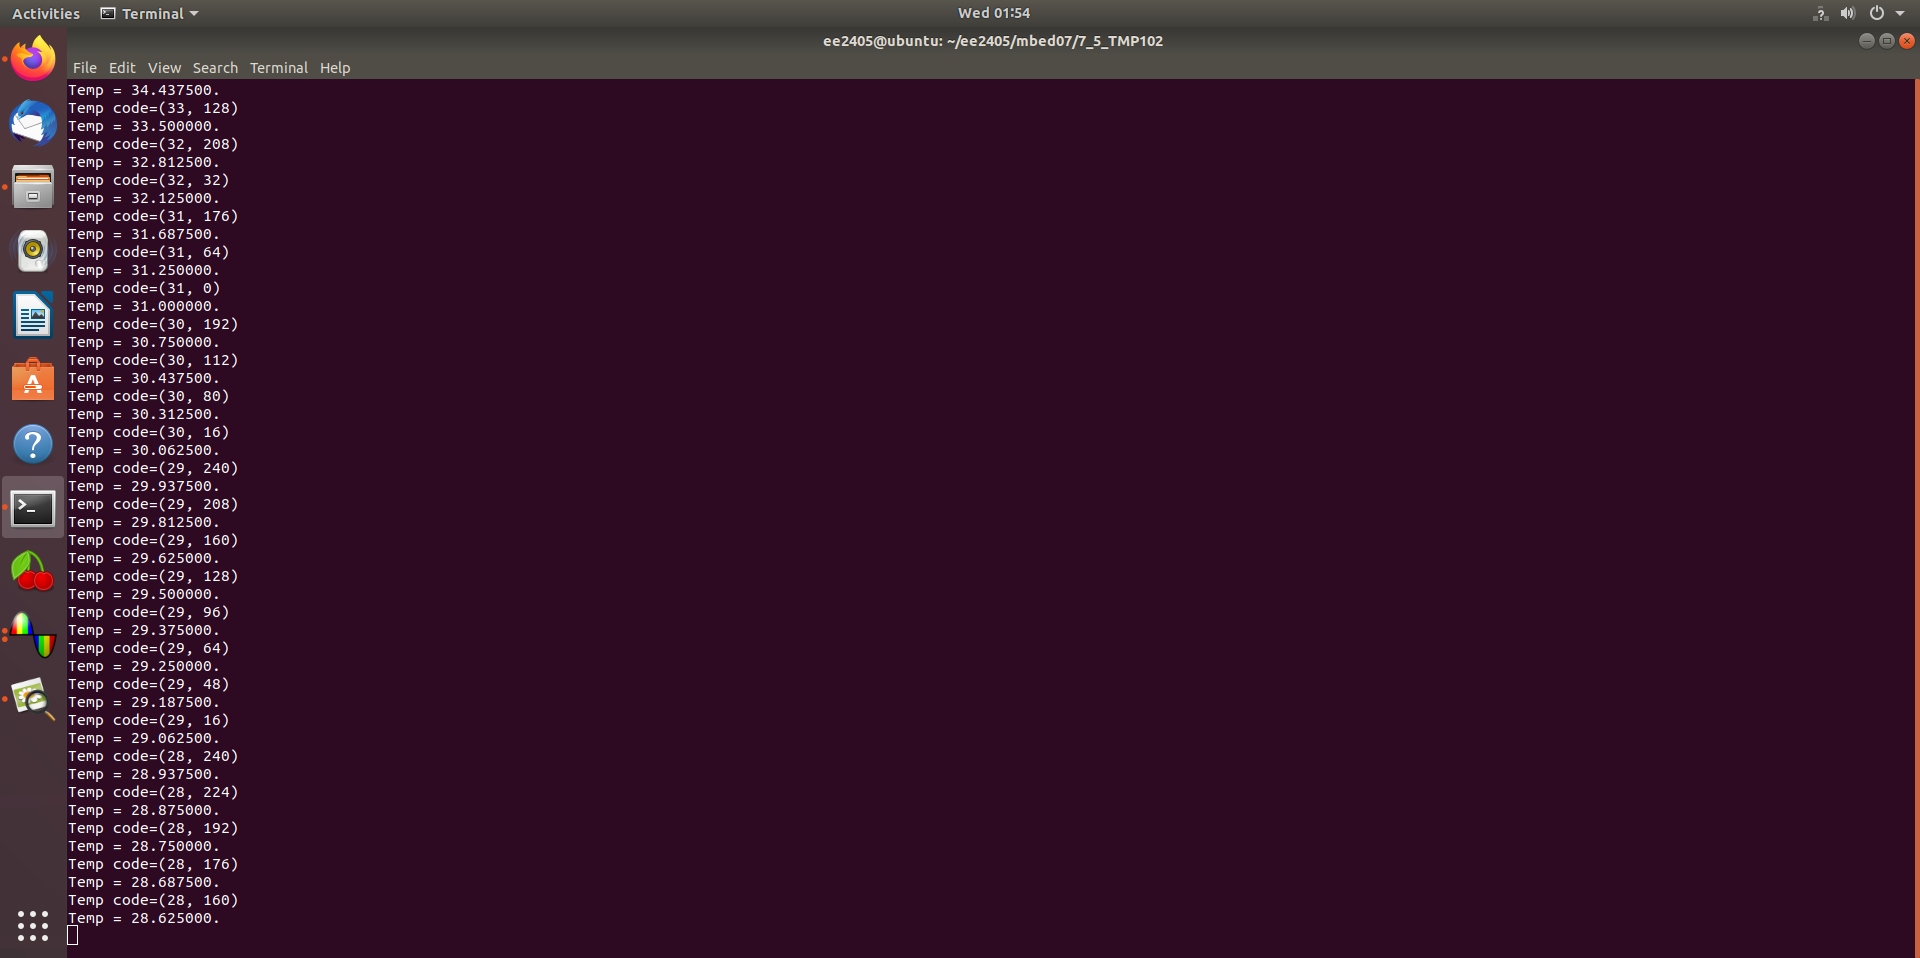 Activities Terminal Wed 01:54
ee2405@ubuntu: ~/ee2405/mbed07/7_5_TMP102
File Edit View Search Terminal Help
Temp = 34.437500.
Temp code=(33, 128)
Temp = 33.500000.
Temp code=(32, 208)
Temp = 32.812500.
Temp code=(32, 32)
Temp = 32.125000.
Temp code=(31, 176)
Temp = 31.687500.
Temp code=(31, 64)
Temp = 31.250000.
Temp code=(31, 0)
Temp = 31.000000.
Temp code=(30, 192)
Temp = 30.750000.
Temp code=(30, 112)
Temp = 30.437500.
Temp code=(30, 80)
Temp = 30.312500.
Temp code=(30, 16)
Temp = 30.062500.
Temp code=(29, 240)
Temp = 29.937500.
Temp code=(29, 208)
Temp = 29.812500.
Temp code=(29, 160)
Temp = 29.625000.
Temp code=(29, 128)
Temp = 29.500000.
Temp code=(29, 96)
Temp = 29.375000.
Temp code=(29, 64)
Temp = 29.250000.
Temp code=(29, 48)
Temp = 29.187500.
Temp code=(29, 16)
Temp = 29.062500.
Temp code=(28, 240)
Temp = 28.937500.
Temp code=(28, 224)
Temp = 28.875000.
Temp code=(28, 192)
Temp = 28.750000.
Temp code=(28, 176)
Temp = 28.687500.
Temp code=(28, 160)
Temp = 28.625000.